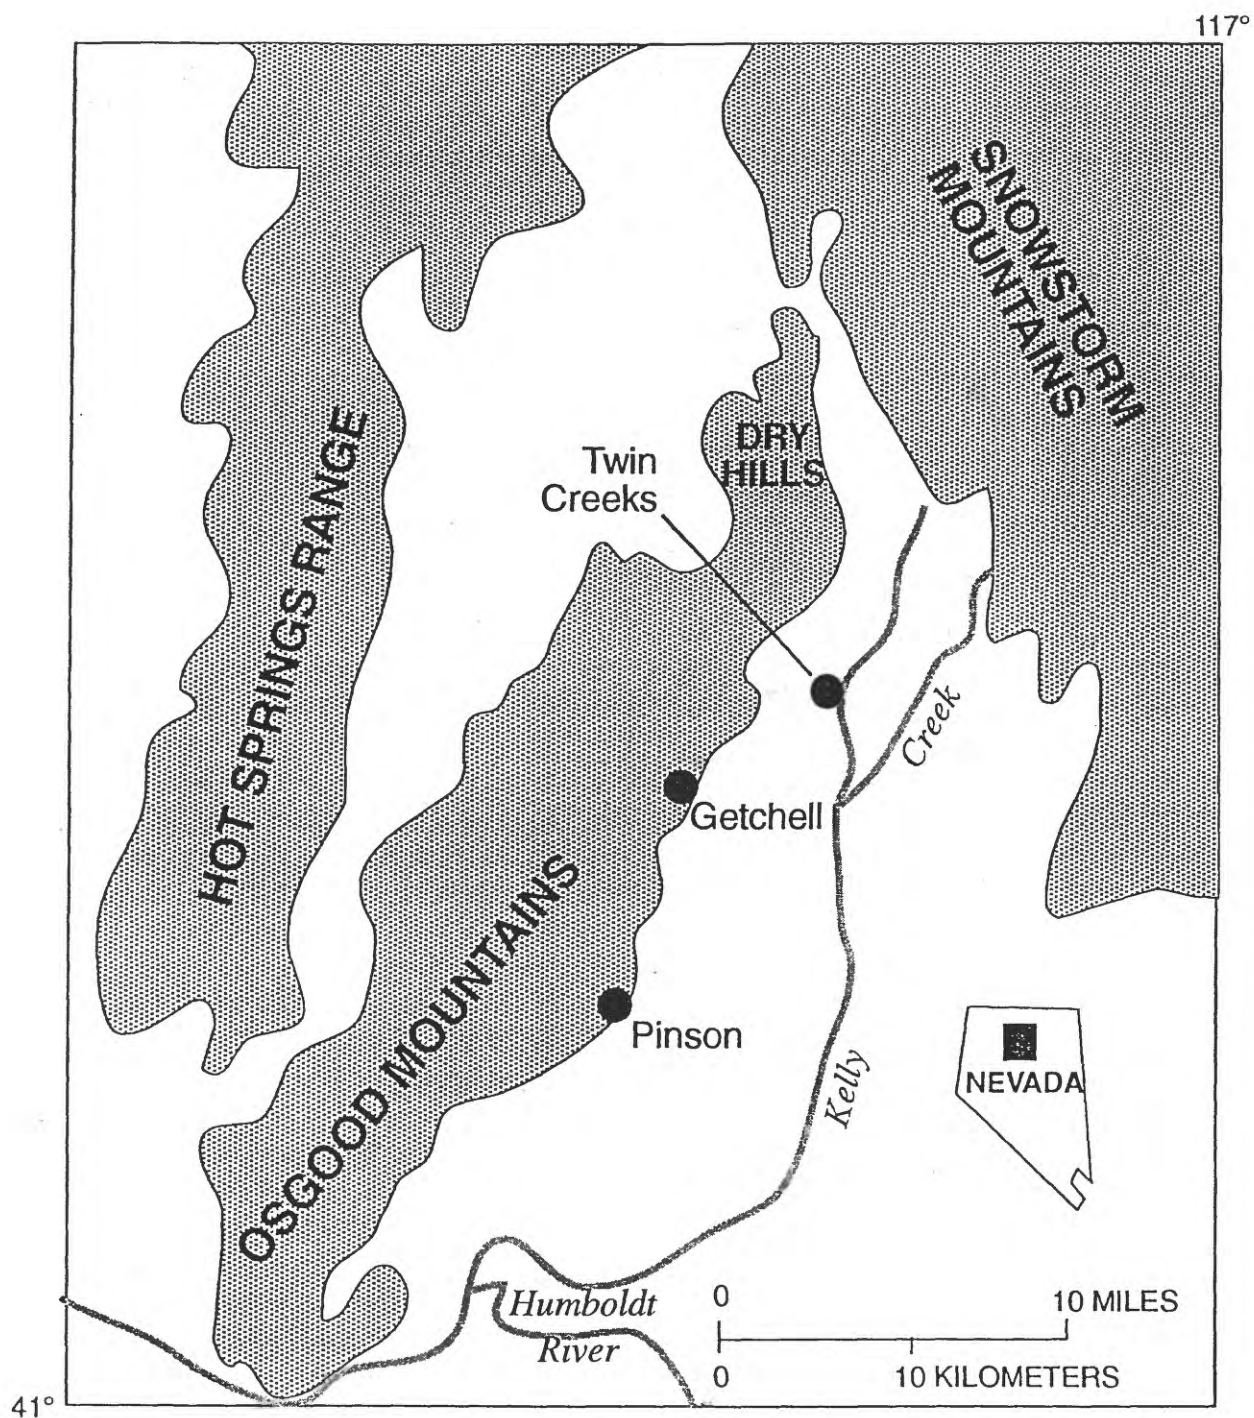 117°
SNOWSTORM
MOUNTAINS
HOT SPRINGS RANGE
DRY
HILLS
Twin
Creeks
Creek
Getchell
OSGOOD MOUNTAINS
Pinson
Kelly
NEVADA
Humboldt
River
0 10 MILES
0 10 KILOMETERS
41°